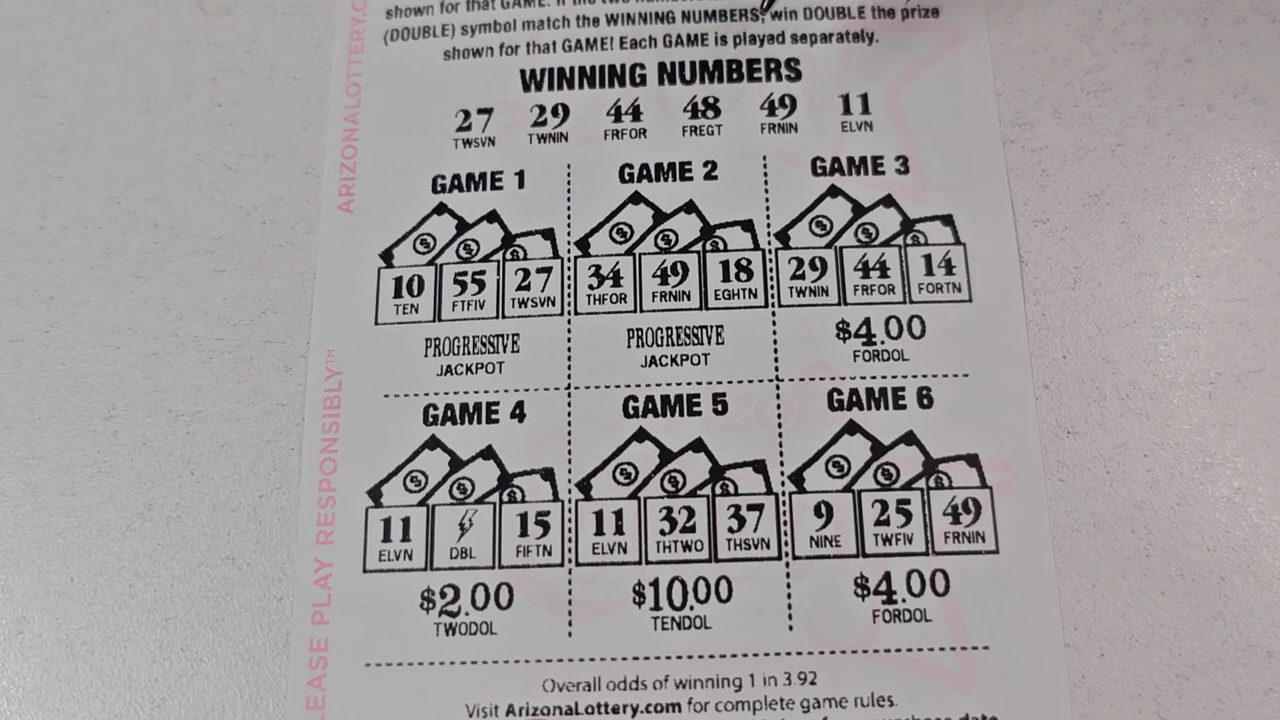 shown for that GAME. If the two numbers
(DOUBLE) symbol match the WINNING NUMBERS, win DOUBLE the prize
shown for that GAME! Each GAME is played separately.
WINNING NUMBERS
27 29 44 48 49 11
TWSVN TWNIN FRFOR FREGT FRNIN ELVN
GAME 1 GAME 2 GAME 3
10 55 27 34 49 18 29 44 14
TEN FTFIV TWSVN THFOR FRNIN EGHTN TWNIN FRFOR FORTN
PROGRESSIVE PROGRESSIVE $4.00
JACKPOT JACKPOT FORDOL
GAME 4 GAME 5 GAME 6
11 15 11 32 37 9 25 49
ELVN DBL FIFTN ELVN THTWO THSVN NINE TWFIV FRNIN
$2.00 $10.00 $4.00
TWODOL TENDOL FORDOL
Overall odds of winning 1 in 3.92
Visit ArizonaLottery.com for complete game rules.
purchase date
ARIZONALOTTERY.C
EASE PLAY RESPONSIBLY™